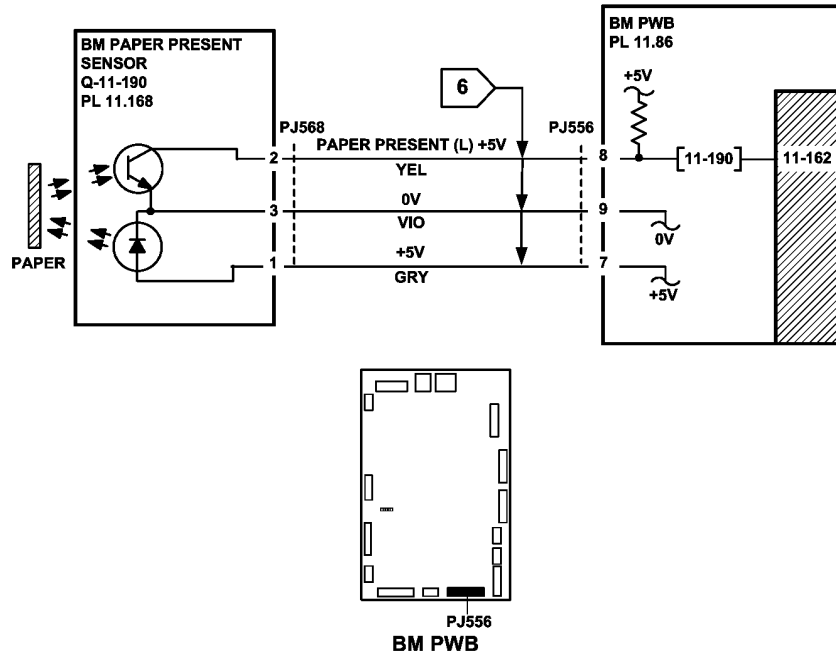 BM PAPER PRESENT
SENSOR
Q-11-190
PL 11.168
BM PWB
PL 11.86
+5V
6
PJ568
PAPER PRESENT (L) +5V
PJ556
2
YEL
8
[11-190]
11-162
0V
3
VIO
9
0V
PAPER
+5V
1
GRY
7
+5V
PJ556
BM PWB